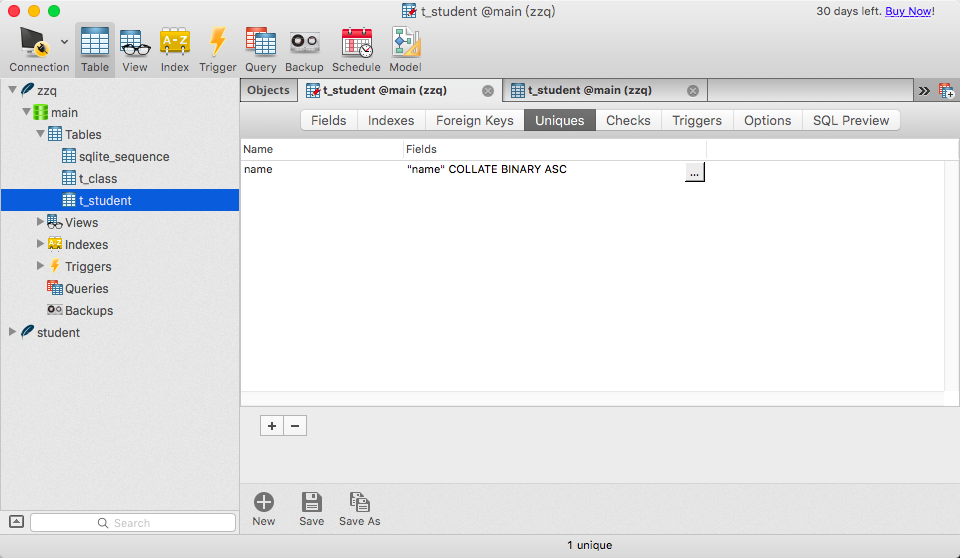 t_student @main (zzq)
30 days left. Buy Now!
Connection Table View Index Trigger Query Backup Schedule Model
zzq
main
Tables
sqlite_sequence
t_class
t_student
Views
Indexes
Triggers
Queries
Backups
student
Search
Objects t_student @main (zzq) t_student @main (zzq)
Fields Indexes Foreign Keys Uniques Checks Triggers Options SQL Preview
Name Fields
name "name" COLLATE BINARY ASC ...
+ −
New Save Save As
1 unique